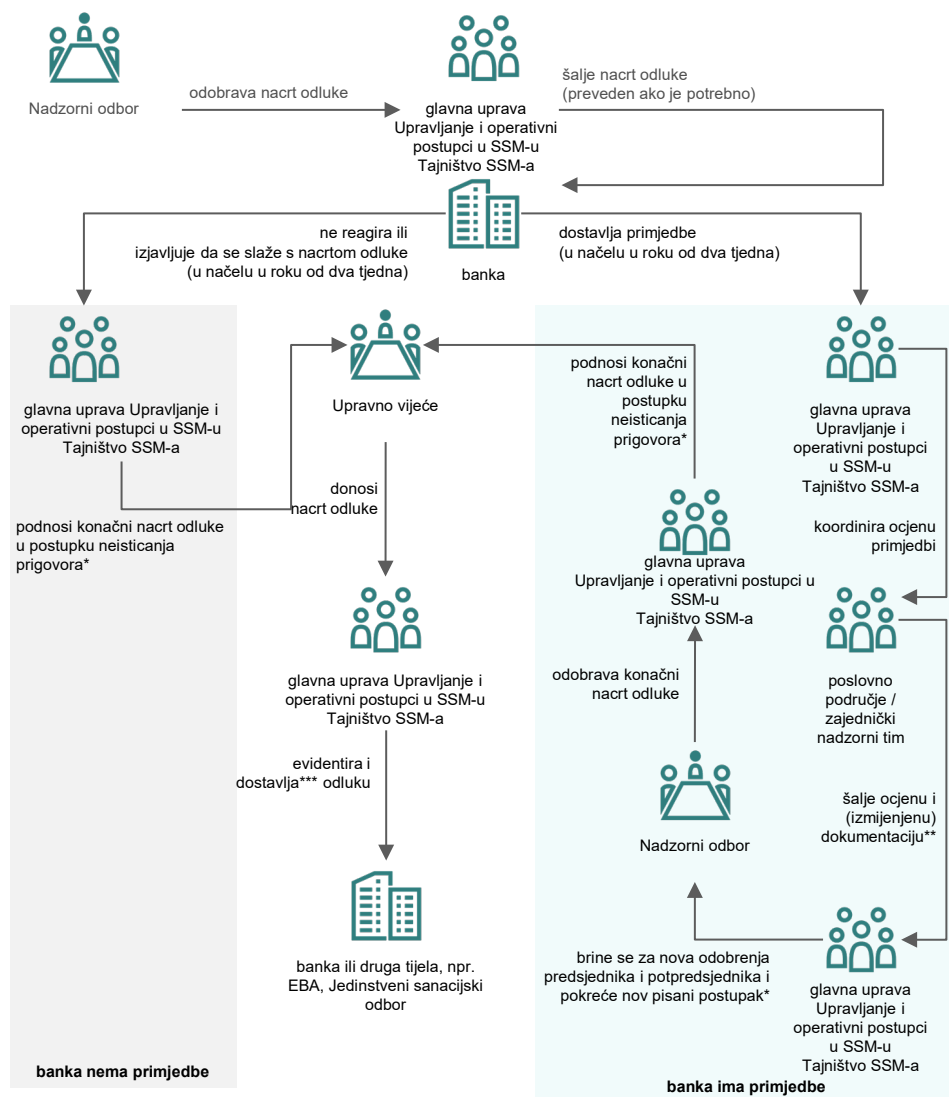 Nadzorni odbor
odobrava nacrt odluke
glavna uprava
Upravljanje i operativni
postupci u SSM-u
Tajništvo SSM-a
šalje nacrt odluke
(preveden ako je potrebno)
ne reagira ili
izjavljuje da se slaže s nacrtom odluke
(u načelu u roku od dva tjedna)
banka
dostavlja primjedbe
(u načelu u roku od dva tjedna)
glavna uprava Upravljanje i
operativni postupci u SSM-u
Tajništvo SSM-a
podnosi konačni nacrt odluke
u postupku neisticanja
prigovora*
banka nema primjedbe
Upravno vijeće
donosi
nacrt odluke
glavna uprava Upravljanje i
operativni postupci u SSM-u
Tajništvo SSM-a
evidentira i
dostavlja*** odluku
banka ili druga tijela, npr.
EBA, Jedinstveni sanacijski
odbor
glavna uprava
Upravljanje i
operativni postupci
u SSM-u
Tajništvo SSM-a
koordinira ocjenu
primjedbi
poslovno
područje /
zajednički
nadzorni tim
šalje ocjenu i
(izmijenjenu)
dokumentaciju**
glavna uprava
Upravljanje i
operativni postupci
u SSM-u
Tajništvo SSM-a
brine se za nova odobrenja
predsjednika i potpredsjednika i
pokreće nov pisani postupak*
Nadzorni odbor
odobrava konačni
nacrt odluke
glavna uprava
Upravljanje i operativni postupci u
SSM-u
Tajništvo SSM-a
podnosi konačni
nacrt odluke u
postupku
neisticanja
prigovora*
banka ima primjedbe